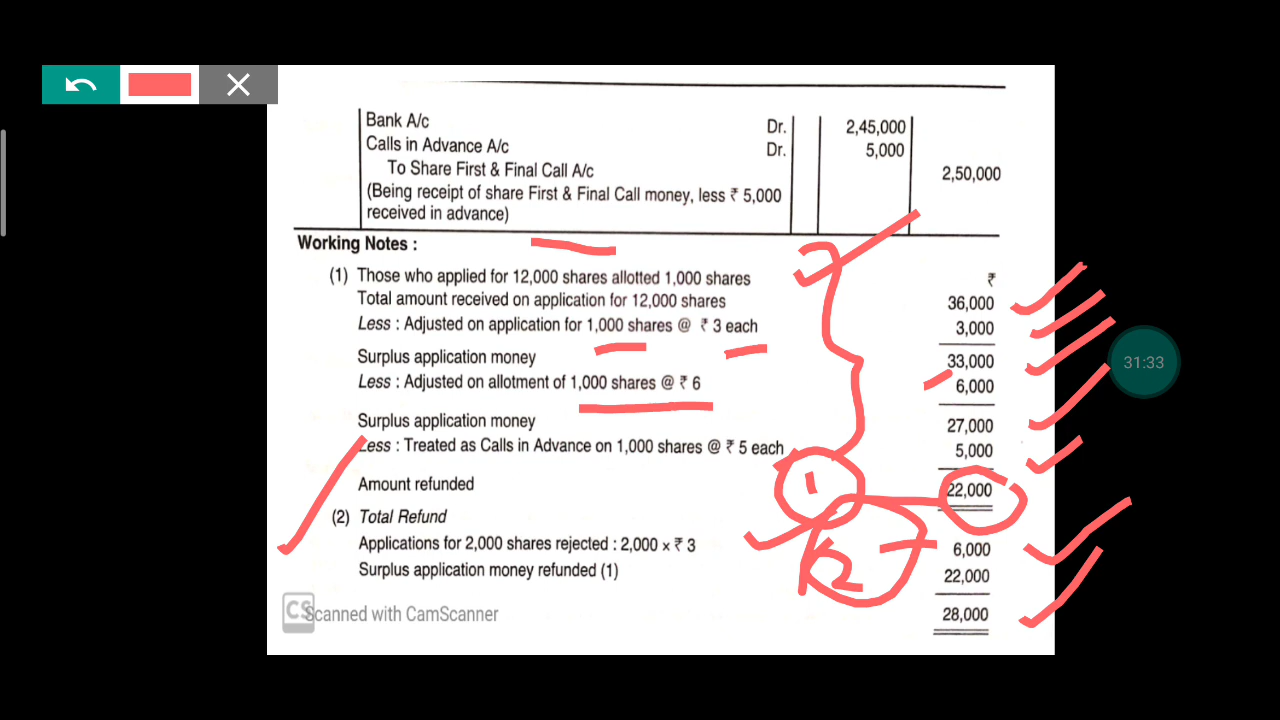 Bank A/c Dr. 2,45,000
Calls in Advance A/c Dr. 5,000
To Share First & Final Call A/c 2,50,000
(Being receipt of share First & Final Call money, less ₹ 5,000
received in advance)
Working Notes :
(1) Those who applied for 12,000 shares allotted 1,000 shares ₹
Total amount received on application for 12,000 shares 36,000
Less : Adjusted on application for 1,000 shares @ ₹ 3 each 3,000
Surplus application money 33,000
Less : Adjusted on allotment of 1,000 shares @ ₹ 6 6,000
Surplus application money 27,000
Less : Treated as Calls in Advance on 1,000 shares @ ₹ 5 each 5,000
Amount refunded 22,000
1
(2) Total Refund
Applications for 2,000 shares rejected : 2,000 × ₹ 3 6,000
2
Surplus application money refunded (1) 22,000
28,000
CS Scanned with CamScanner
31:33